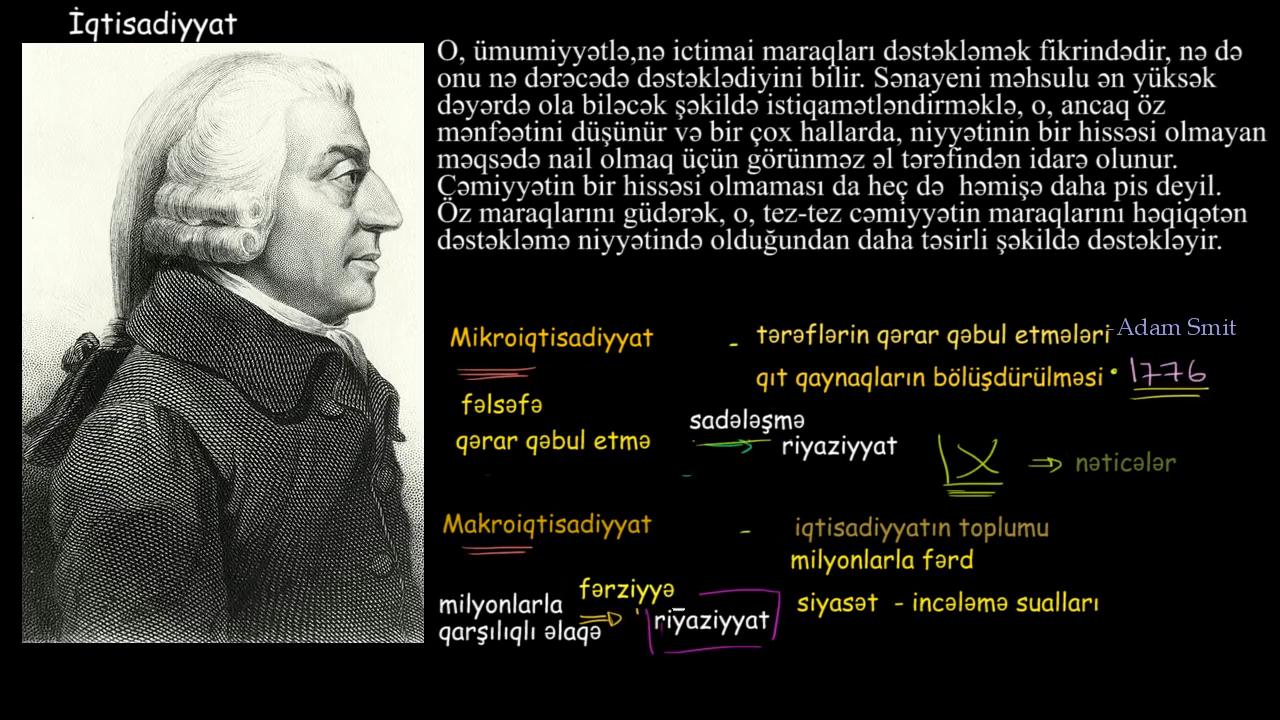 İqtisadiyyat
O, ümumiyyətlə,nə ictimai maraqları dəstəkləmək fikrindədir, nə də
onu nə dərəcədə dəstəklədiyini bilir. Sənayeni məhsulu ən yüksək
dəyərdə ola biləcək şəkildə istiqamətləndirməklə, o, ancaq öz
mənfəətini düşünür və bir çox hallarda, niyyətinin bir hissəsi olmayan
məqsədə nail olmaq üçün görünməz əl tərəfindən idarə olunur.
Cəmiyyətin bir hissəsi olmaması da heç də  həmişə daha pis deyil.
Öz maraqlarını güdərək, o, tez-tez cəmiyyətin maraqlarını həqiqətən
dəstəkləmə niyyətində olduğundan daha təsirli şəkildə dəstəkləyir.
Mikroiqtisadiyyat - tərəflərin qərar qəbul etmələri -Adam Smit
qıt qaynaqların bölüşdürülməsi • 1776
fəlsəfə
qərar qəbul etmə sadələşmə → riyaziyyat ⇒ nəticələr
Makroiqtisadiyyat - iqtisadiyyatın toplumu
milyonlarla fərd
milyonlarla fərziyyə siyasət - incələmə sualları
qarşılıqlı əlaqə ⇒ riyaziyyat